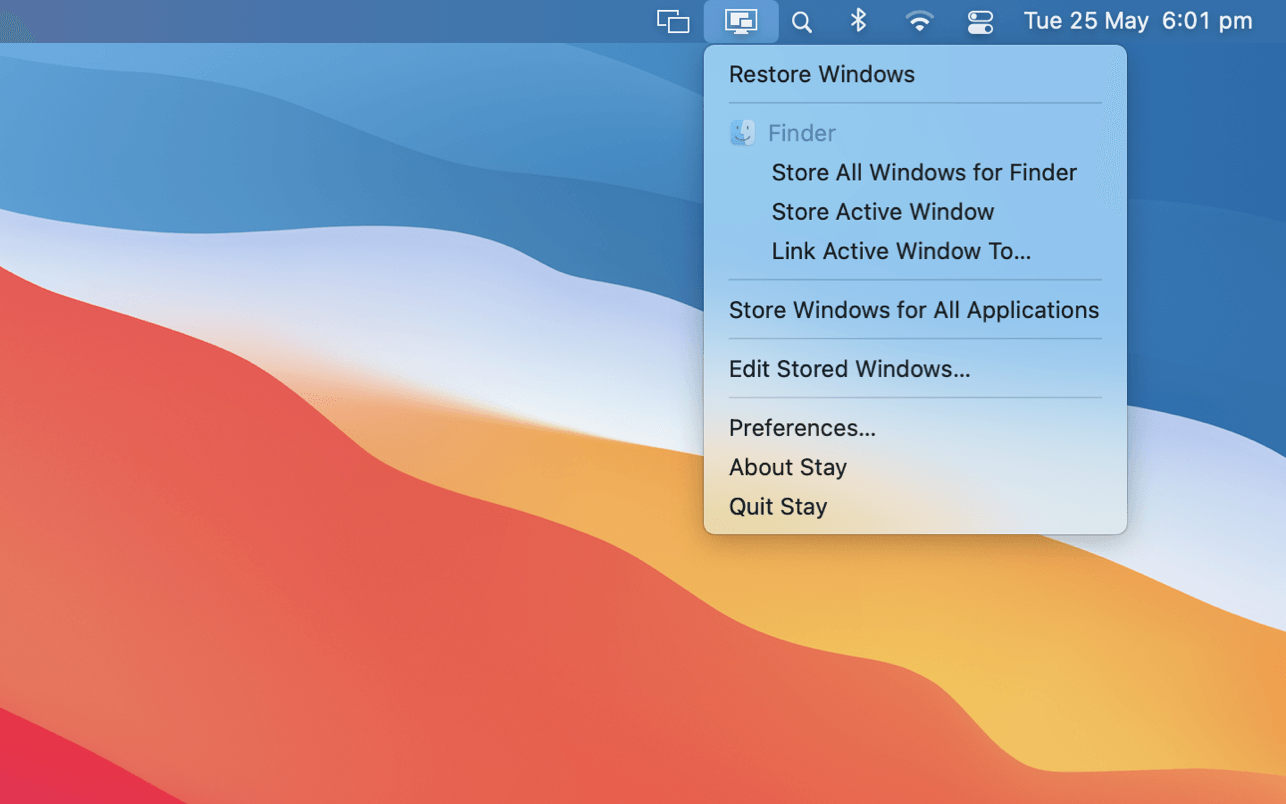 Tue 25 May 6:01 pm
Restore Windows
Finder
Store All Windows for Finder
Store Active Window
Link Active Window To...
Store Windows for All Applications
Edit Stored Windows...
Preferences...
About Stay
Quit Stay